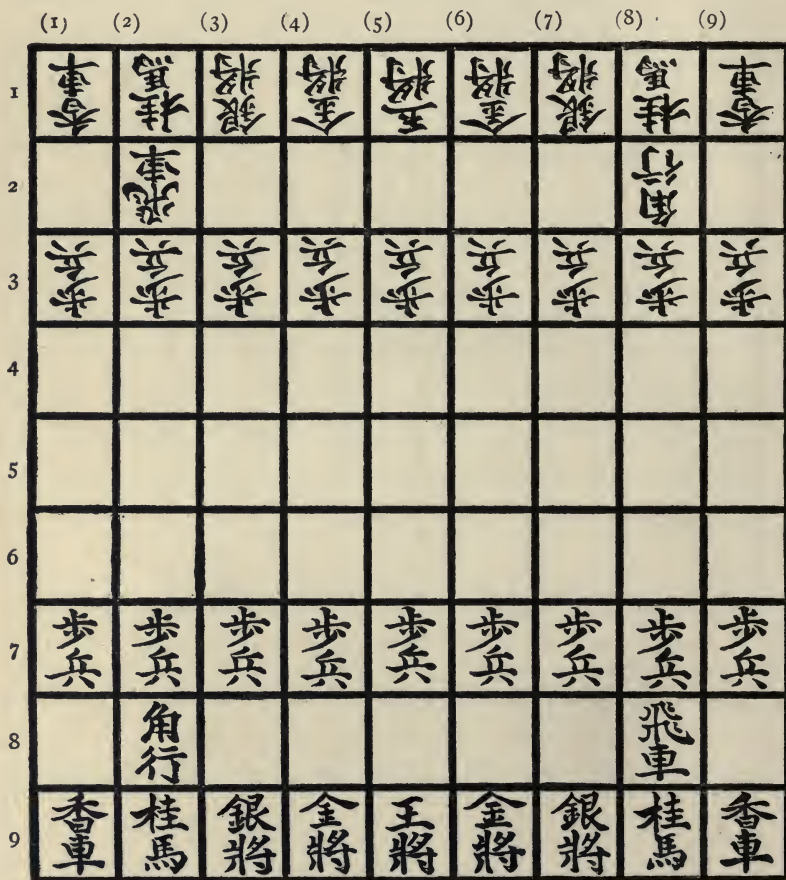 (1) (2) (3) (4) (5) (6) (7) (8) (9)
1 香車 桂馬 銀將 金將 玉將 金將 銀將 桂馬 香車
2 飛車 角行
3 歩兵 歩兵 歩兵 歩兵 歩兵 歩兵 歩兵 歩兵 歩兵
4
5
6
7 歩兵 歩兵 歩兵 歩兵 歩兵 歩兵 歩兵 歩兵 歩兵
8 角行 飛車
9 香車 桂馬 銀將 金將 王將 金將 銀將 桂馬 香車